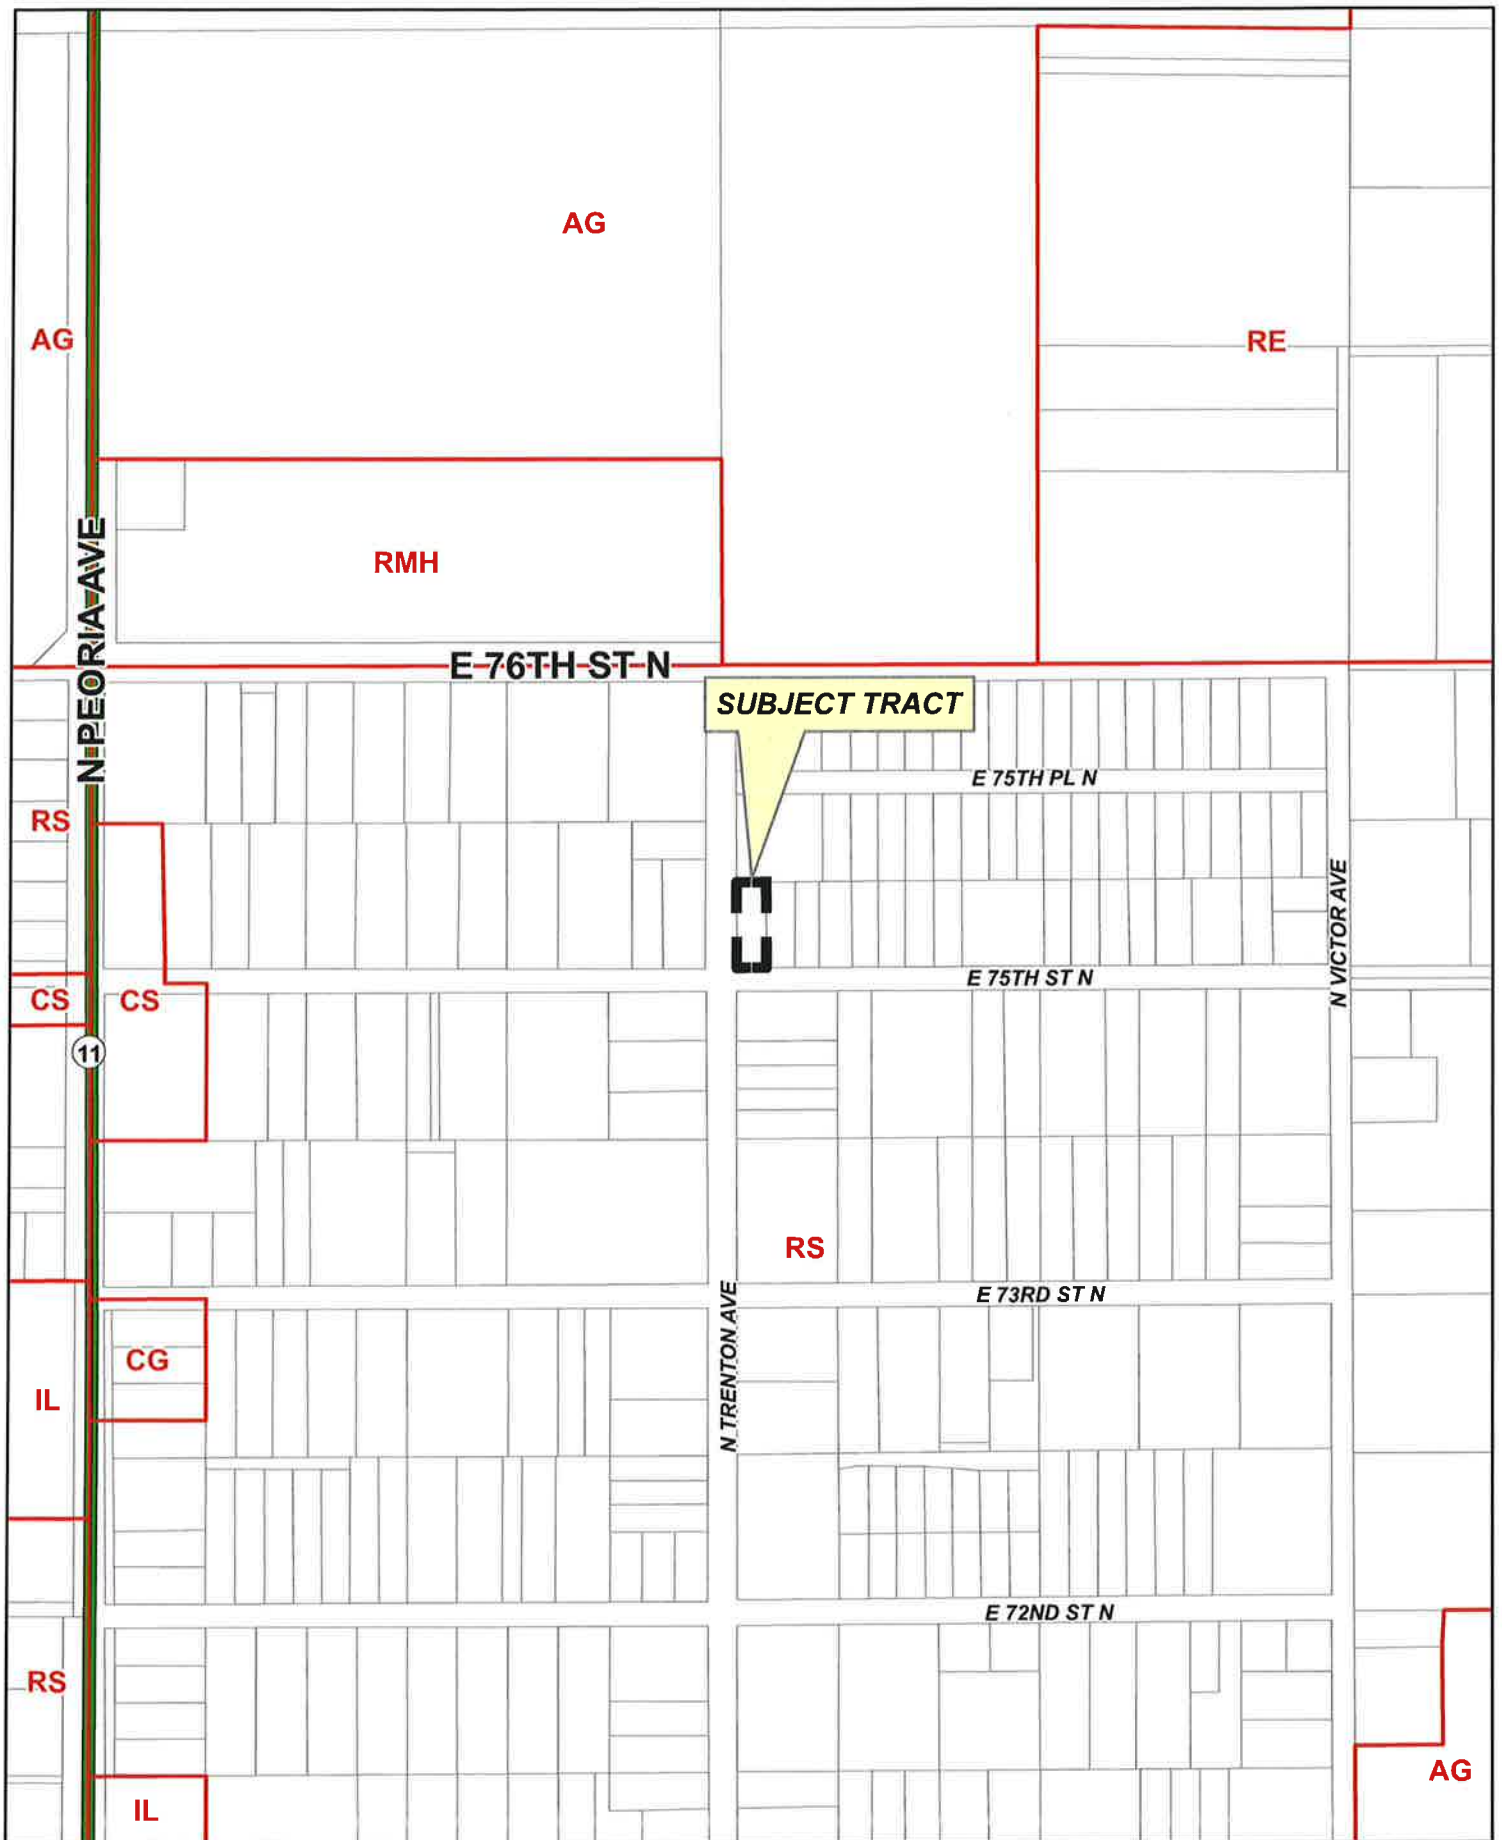 AG
AG
RE
RMH
N PEORIA AVE
E 76TH ST N
SUBJECT TRACT
E 75TH PL N
RS
N VICTOR AVE
E 75TH ST N
CS
CS
11
RS
E 73RD ST N
N TRENTON AVE
CG
IL
E 72ND ST N
RS
AG
IL